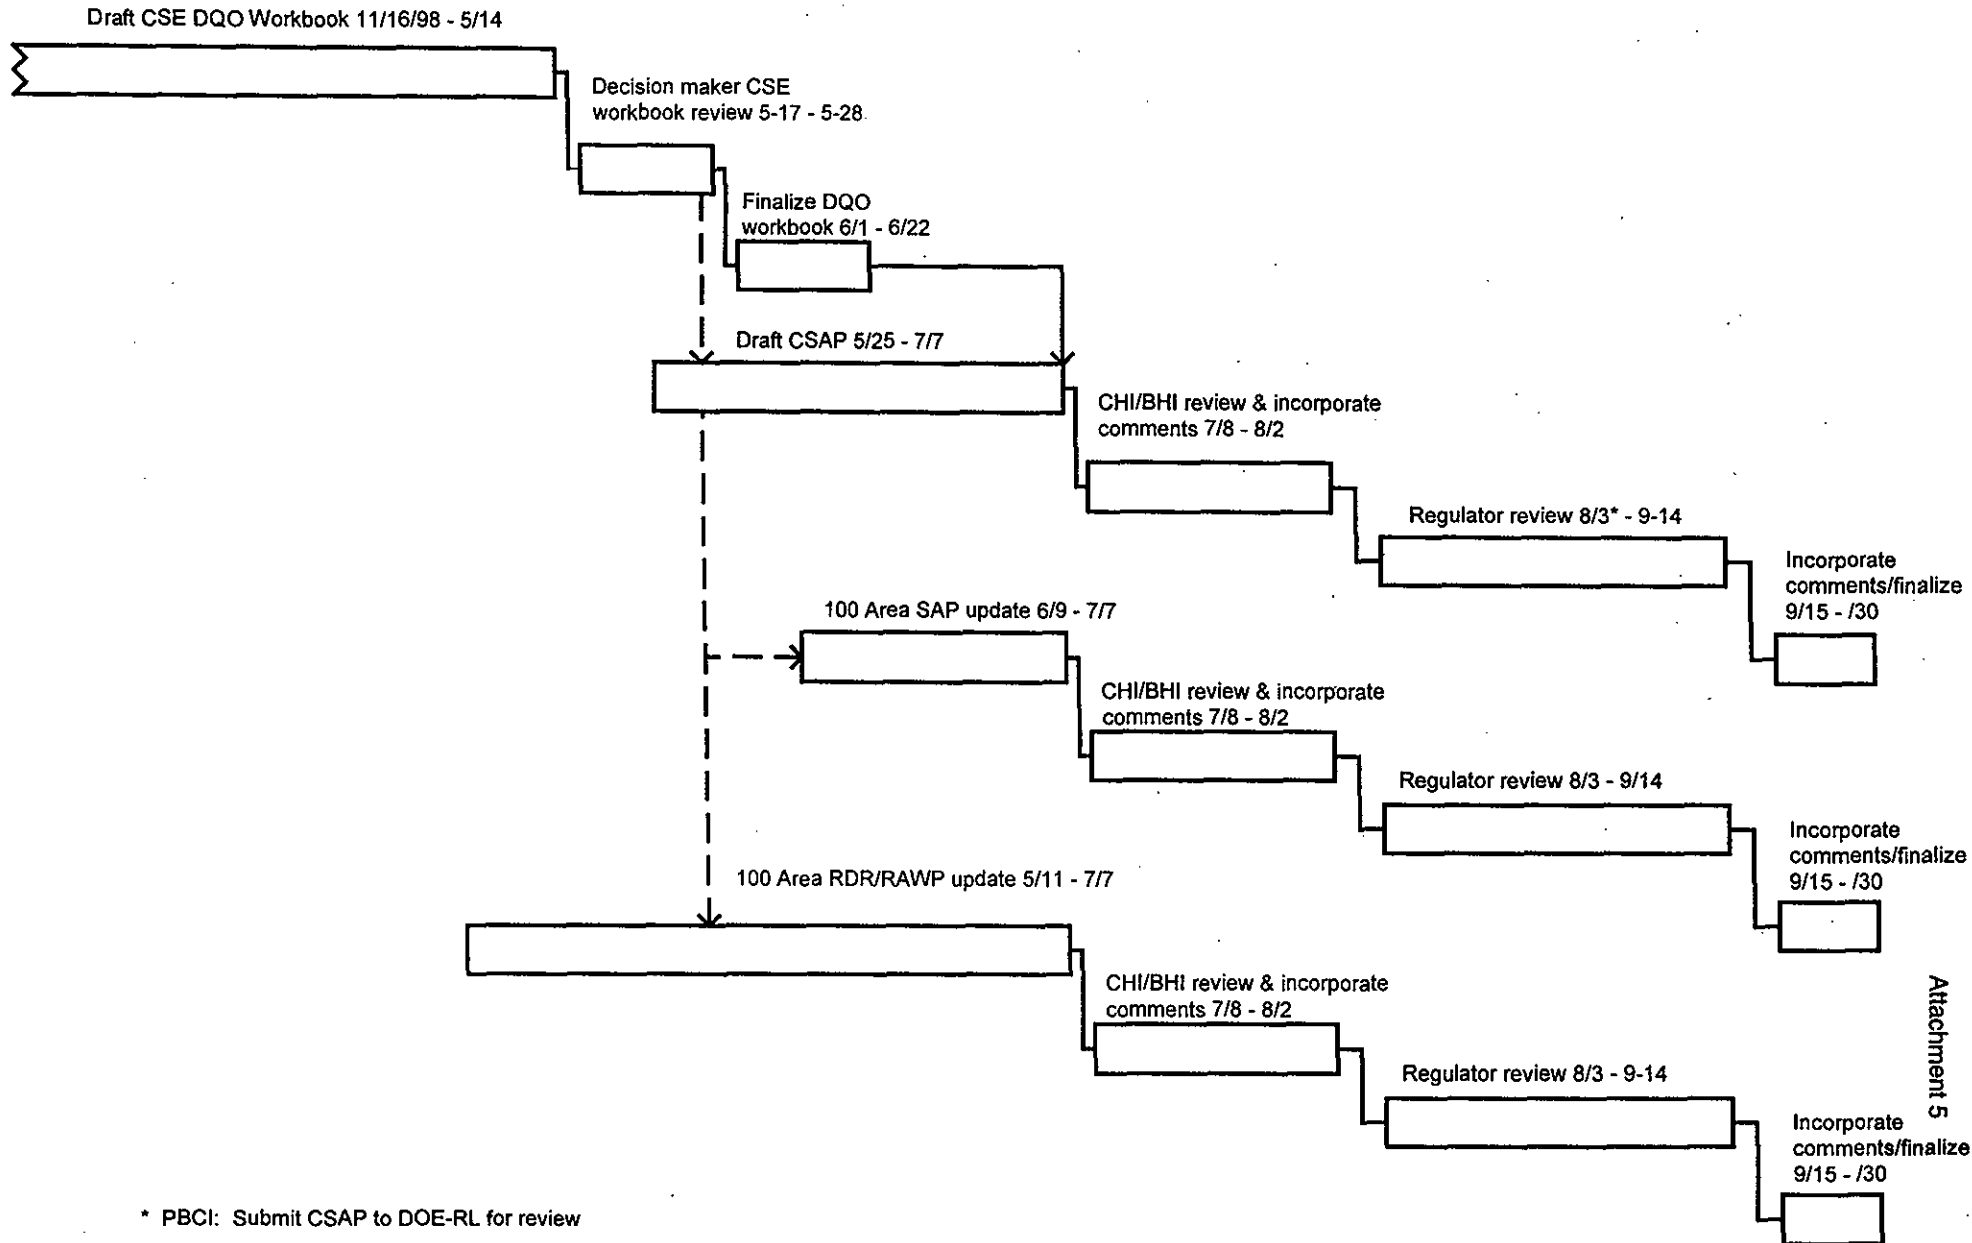 Draft CSE DQO Workbook 11/16/98 - 5/14
Decision maker CSE
workbook review 5-17 - 5-28
Finalize DQO
workbook 6/1 - 6/22
Draft CSAP 5/25 - 7/7
CHI/BHI review & incorporate
comments 7/8 - 8/2
Regulator review 8/3* - 9-14
Incorporate
comments/finalize
9/15 - /30
100 Area SAP update 6/9 - 7/7
CHI/BHI review & incorporate
comments 7/8 - 8/2
Regulator review 8/3 - 9/14
Incorporate
comments/finalize
9/15 - /30
100 Area RDR/RAWP update 5/11 - 7/7
CHI/BHI review & incorporate
comments 7/8 - 8/2
Regulator review 8/3 - 9-14
Incorporate
comments/finalize
9/15 - /30
Attachment 5
* PBCI: Submit CSAP to DOE-RL for review